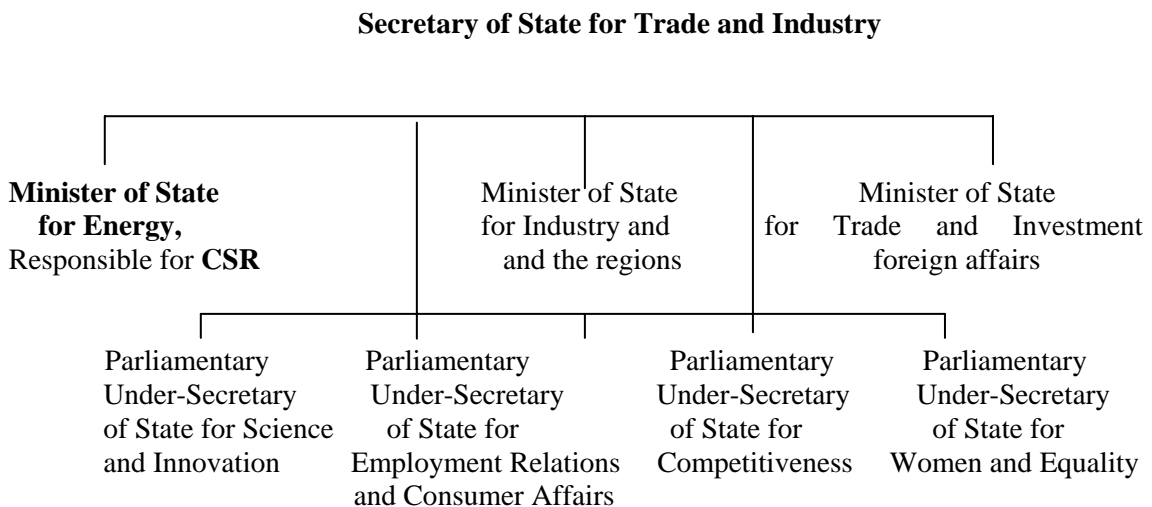 Secretary of State for Trade and Industry
Minister of State
for Energy,
Responsible for CSR
Minister of State
for Industry and
and the regions
Minister of State
for Trade and Investment
foreign affairs
Parliamentary
Under-Secretary
of State for Science
and Innovation
Parliamentary
Under-Secretary
of State for
Employment Relations
and Consumer Affairs
Parliamentary
Under-Secretary
of State for
Competitiveness
Parliamentary
Under-Secretary
of State for
Women and Equality